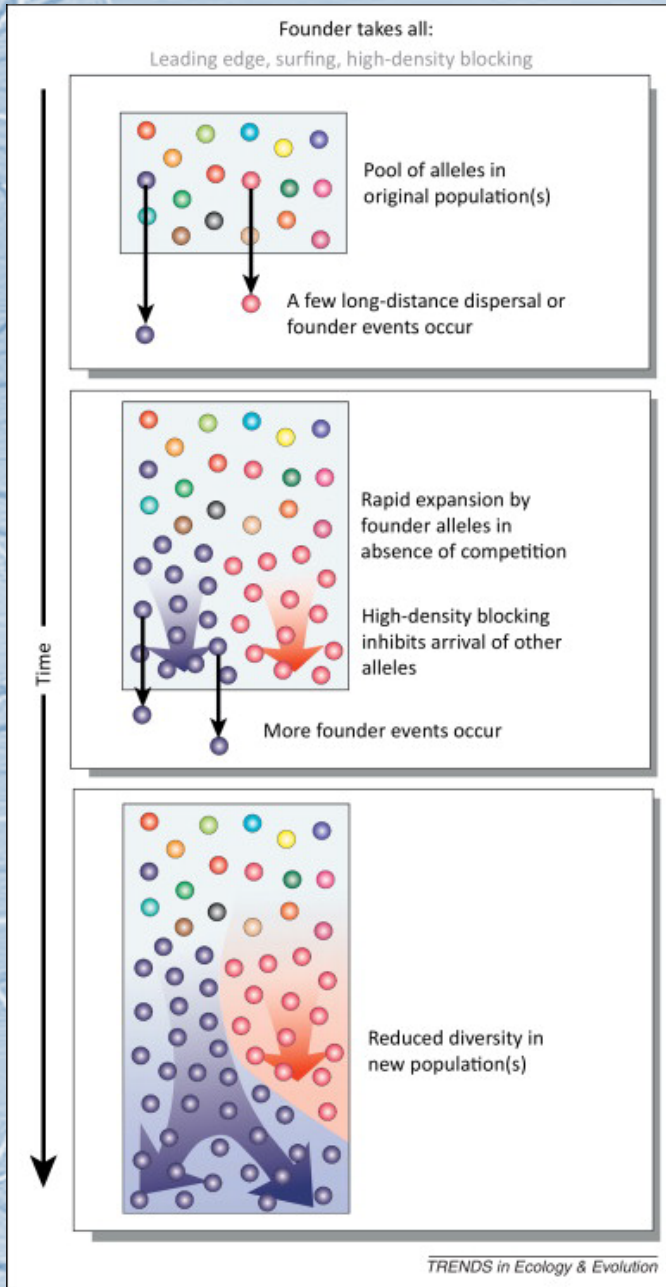 Founder takes all:
Leading edge, surfing, high-density blocking
Pool of alleles in
original population(s)
A few long-distance dispersal or
founder events occur
Time
Rapid expansion by
founder alleles in
absence of competition
High-density blocking
inhibits arrival of other
alleles
More founder events occur
Reduced diversity in
new population(s)
TRENDS in Ecology & Evolution